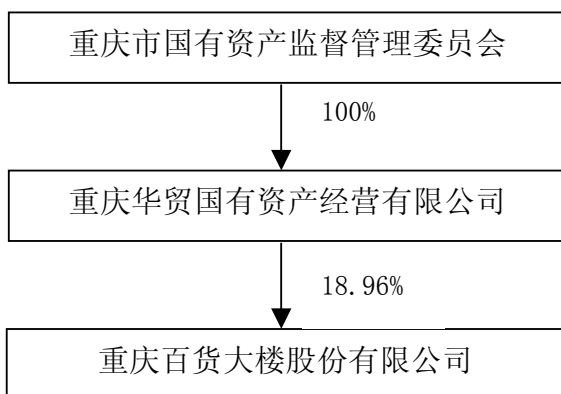 重庆市国有资产监督管理委员会
100%
重庆华贸国有资产经营有限公司
18.96%
重庆百货大楼股份有限公司